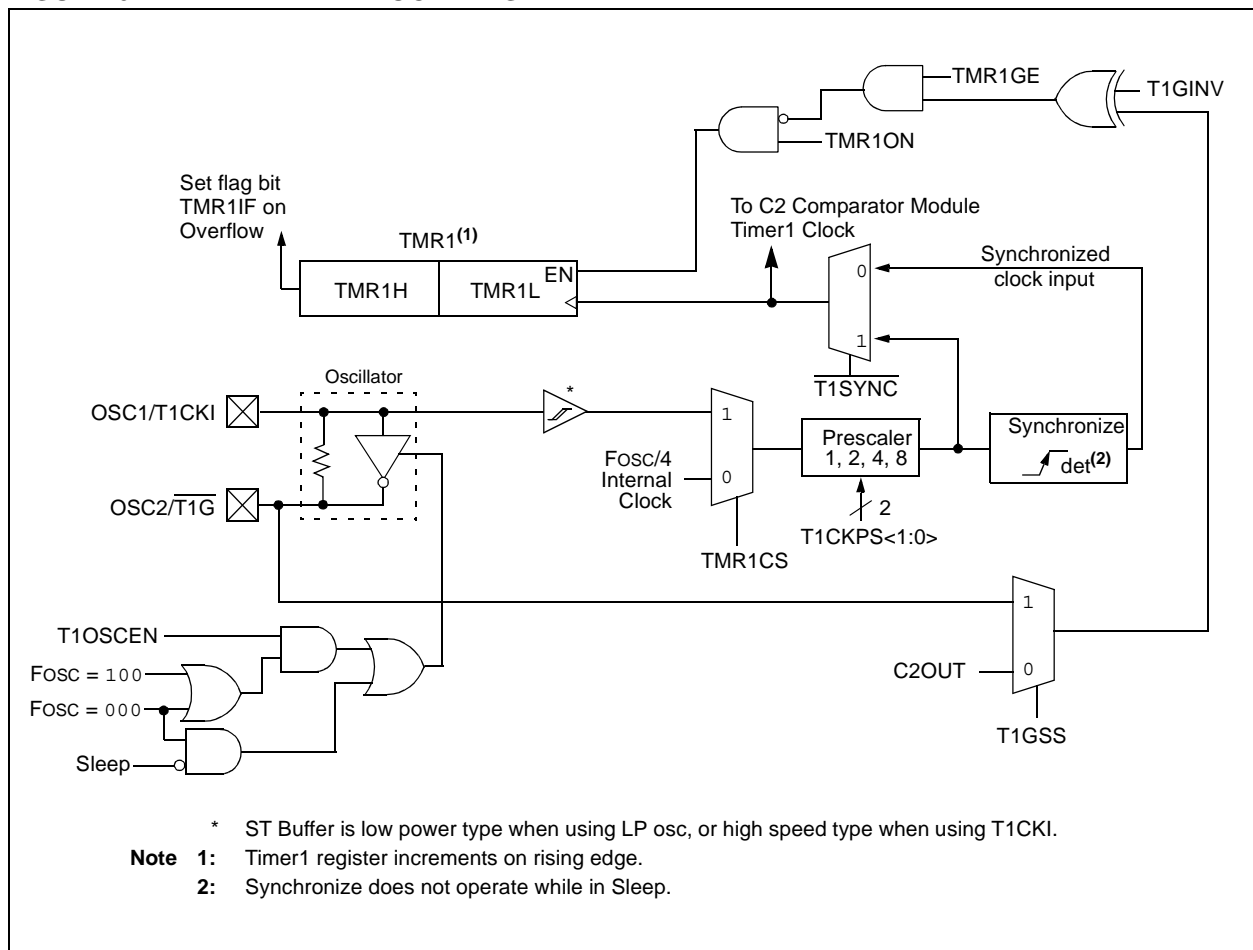 TMR1GE
T1GINV
TMR1ON
Set flag bit
TMR1IF on
Overflow
To C2 Comparator Module
Timer1 Clock
TMR1(1)
EN
TMR1H
TMR1L
0
Synchronized
clock input
1
T1SYNC
Oscillator
*
OSC1/T1CKI
1
FOSC/4
Internal
Clock
0
Prescaler
1, 2, 4, 8
Synchronize
det(2)
OSC2/T1G
2
T1CKPS<1:0>
TMR1CS
1
T1OSCEN
C2OUT
0
FOSC = 100
FOSC = 000
T1GSS
Sleep
* ST Buffer is low power type when using LP osc, or high speed type when using T1CKI.
Note 1: Timer1 register increments on rising edge.
2: Synchronize does not operate while in Sleep.